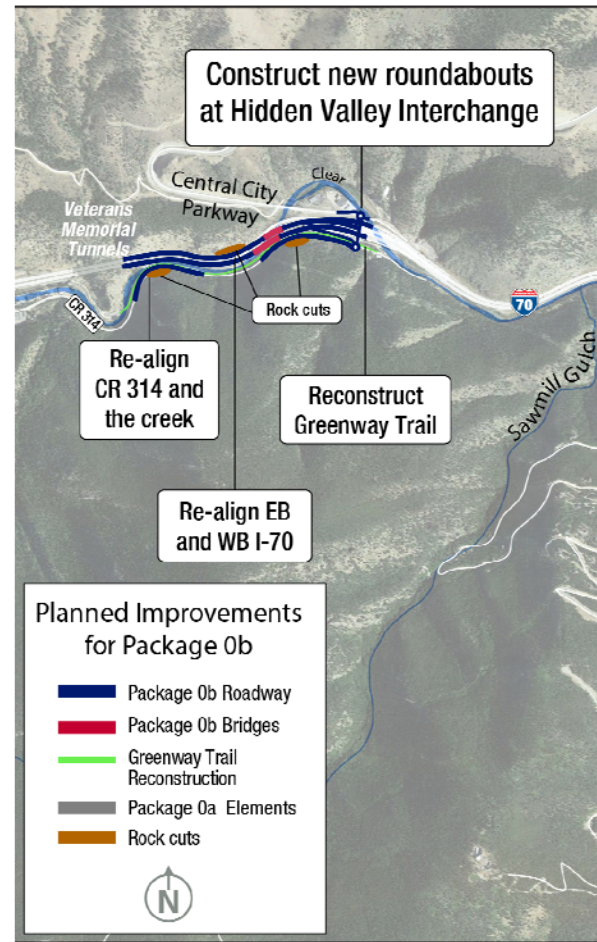 Construct new roundabouts
at Hidden Valley Interchange
Central City
Parkway
Clear
Veterans
Memorial
Tunnels
CR 314
70
Rock cuts
Re-align
CR 314 and
the creek
Reconstruct
Greenway Trail
Sawmill/ Gulch
Re-align EB
and WB I-70
Planned Improvements
for Package 0b
Package 0b Roadway
Package 0b Bridges
Greenway Trail
Reconstruction
Package 0a Elements
Rock cuts
N